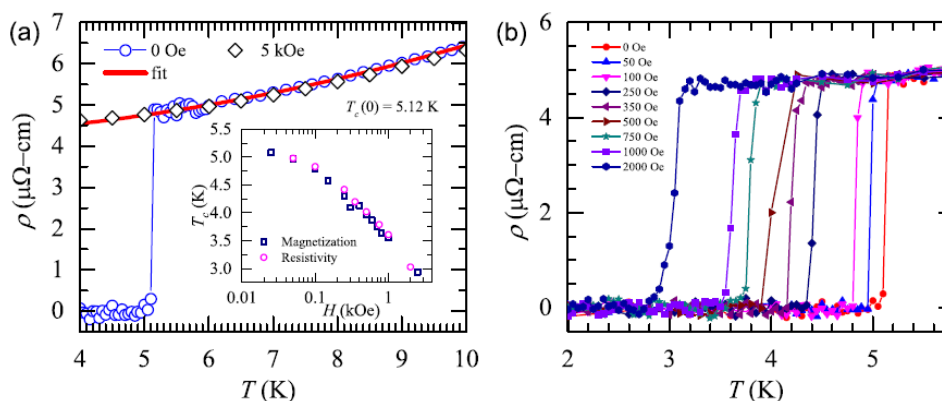 (a)
0 Oe
5 kOe
fit
T_c(0) = 5.12 K
ρ (μΩ−cm)
7
6
5
4
3
2
1
0
4 5 6 7 8 9 10
T (K)
T_c (K)
5.5
5.0
4.5
4.0
3.5
3.0
Magnetization
Resistivity
0.01 0.1 1
H (kOe)
(b)
0 Oe
50 Oe
100 Oe
250 Oe
350 Oe
500 Oe
750 Oe
1000 Oe
2000 Oe
ρ (μΩ−cm)
6
4
2
0
2 3 4 5
T (K)